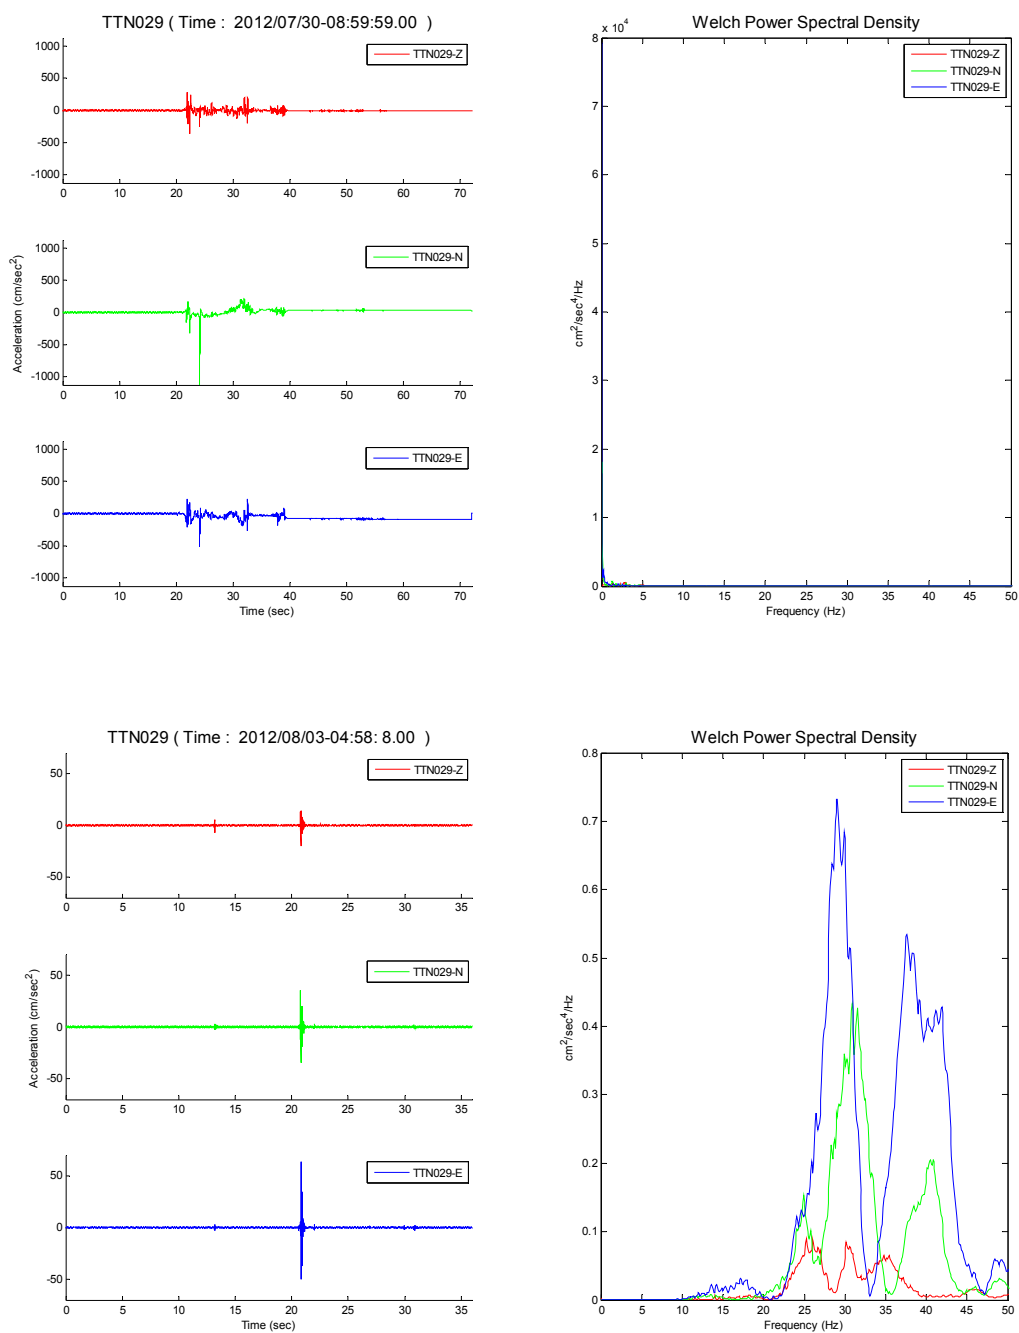 TTN029 ( Time :  2012/07/30-08:59:59.00  )
1000
500
0
-500
-1000
TTN029-Z
0 10 20 30 40 50 60 70
1000
500
0
-500
-1000
TTN029-N
Acceleration (cm/sec2)
0 10 20 30 40 50 60 70
1000
500
0
-500
-1000
TTN029-E
0 10 20 30 40 50 60 70
Time (sec)
Welch Power Spectral Density
x 10^4
8
7
6
5
4
3
2
1
0
cm2/sec4/Hz
TTN029-Z
TTN029-N
TTN029-E
0 5 10 15 20 25 30 35 40 45 50
Frequency (Hz)
TTN029 ( Time :  2012/08/03-04:58: 8.00  )
50
0
-50
TTN029-Z
0 5 10 15 20 25 30 35
50
0
-50
TTN029-N
Acceleration (cm/sec2)
0 5 10 15 20 25 30 35
50
0
-50
TTN029-E
0 5 10 15 20 25 30 35
Time (sec)
Welch Power Spectral Density
0.8
0.7
0.6
0.5
0.4
0.3
0.2
0.1
0
cm2/sec4/Hz
TTN029-Z
TTN029-N
TTN029-E
0 5 10 15 20 25 30 35 40 45 50
Frequency (Hz)